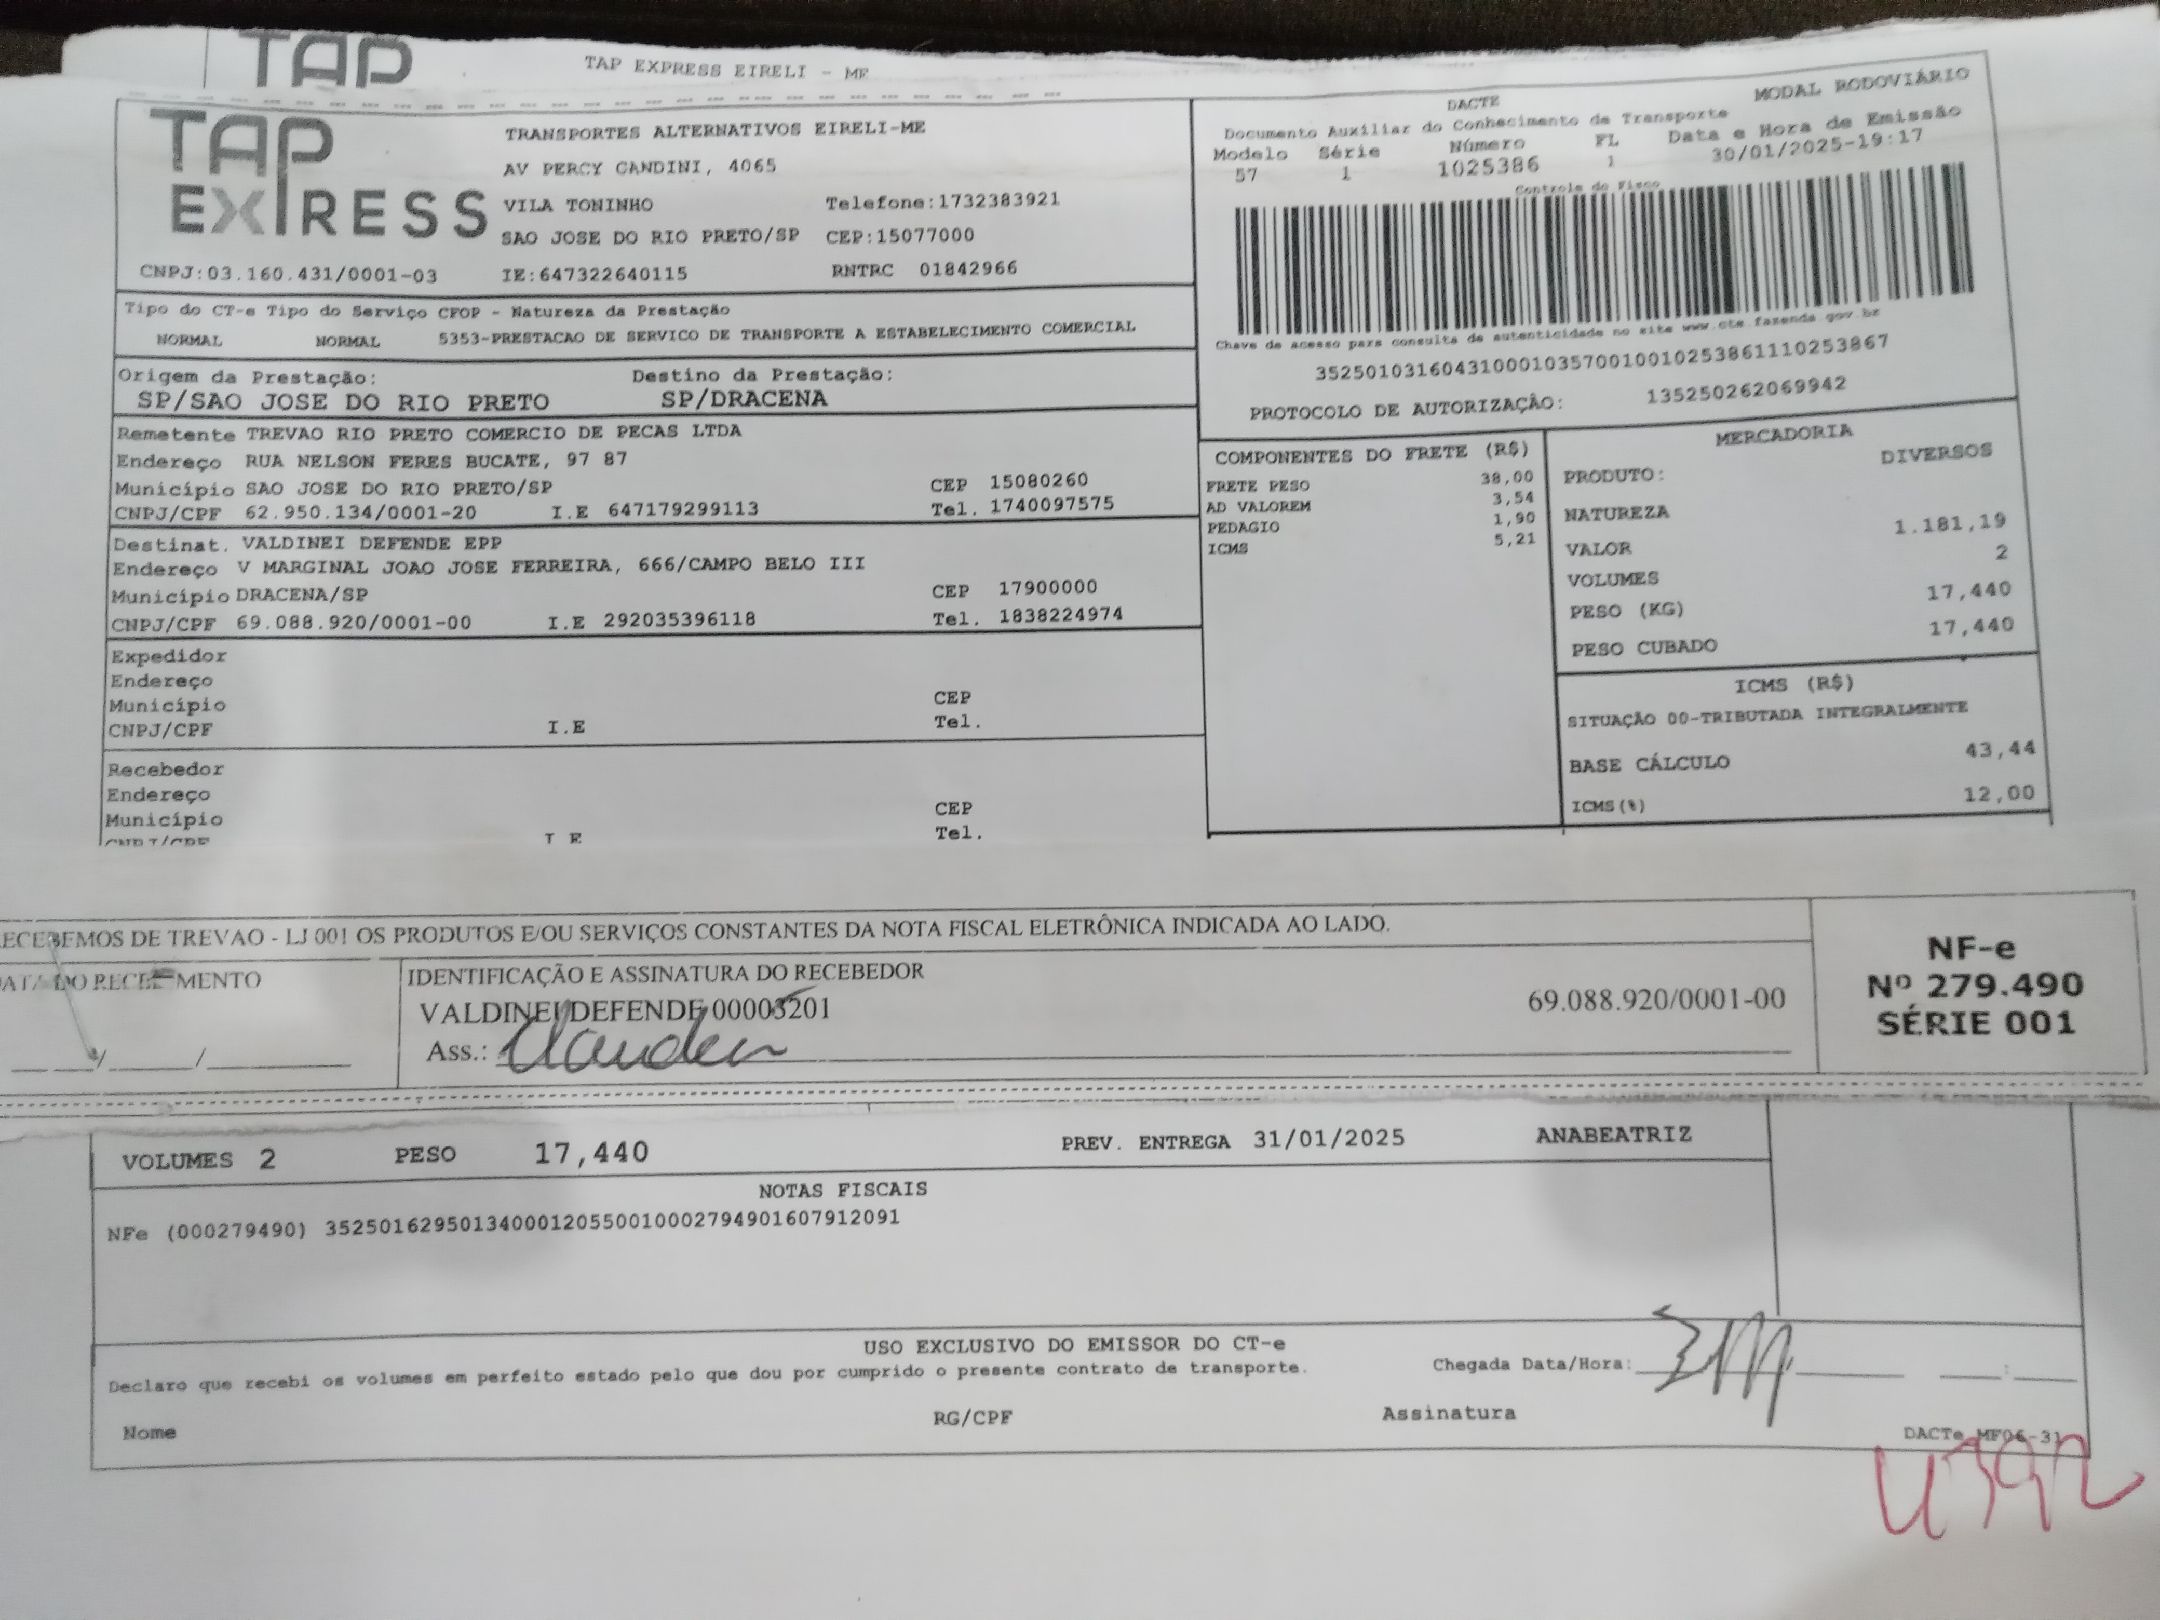 TAP
TAP EXPRESS EIRELI - ME
TAP EXPRESS
TRANSPORTES ALTERNATIVOS EIRELI-ME
AV PERCY GANDINI, 4065
VILA TONINHO Telefone:1732383921
SAO JOSE DO RIO PRETO/SP CEP:15077000
CNPJ:03.160.431/0001-03 IE:647322640115 RNTRC 01842966
DACTE MODAL RODOVIÁRIO
Documento Auxiliar do Conhecimento de Transporte
Modelo Série Número FL Data e Hora de Emissão
57 1 1025386 1 30/01/2025-19:17
Controle do Fisco
Chave de acesso para consulta de autenticidade no site www.cte.fazenda.gov.br
35250103160431000103570010010253861110253867
PROTOCOLO DE AUTORIZAÇÃO: 135250262069942
Tipo do CT-e Tipo do Serviço CFOP - Natureza da Prestação
NORMAL NORMAL 5353-PRESTACAO DE SERVICO DE TRANSPORTE A ESTABELECIMENTO COMERCIAL
Origem da Prestação: Destino da Prestação:
SP/SAO JOSE DO RIO PRETO SP/DRACENA
Remetente TREVAO RIO PRETO COMERCIO DE PECAS LTDA
Endereço RUA NELSON FERES BUCATE, 97 87
Município SAO JOSE DO RIO PRETO/SP CEP 15080260
CNPJ/CPF 62.950.134/0001-20 I.E 647179299113 Tel. 1740097575
Destinat. VALDINEI DEFENDE EPP
Endereço V MARGINAL JOAO JOSE FERREIRA, 666/CAMPO BELO III
Município DRACENA/SP CEP 17900000
CNPJ/CPF 69.088.920/0001-00 I.E 292035396118 Tel. 1838224974
Expedidor
Endereço
Município CEP
CNPJ/CPF I.E Tel.
Recebedor
Endereço
Município CEP
CNPJ/CPF I E Tel.
COMPONENTES DO FRETE (R$)
FRETE PESO 38,00
AD VALOREM 3,54
PEDAGIO 1,90
ICMS 5,21
MERCADORIA
PRODUTO: DIVERSOS
NATUREZA
VALOR 1.181,19
VOLUMES 2
PESO (KG) 17,440
PESO CUBADO 17,440
ICMS (R$)
SITUAÇÃO 00-TRIBUTADA INTEGRALMENTE
BASE CÁLCULO 43,44
ICMS(%) 12,00
ECEBEMOS DE TREVAO - LJ 001 OS PRODUTOS E/OU SERVIÇOS CONSTANTES DA NOTA FISCAL ELETRÔNICA INDICADA AO LADO.
DATA DO RECEBIMENTO
IDENTIFICAÇÃO E ASSINATURA DO RECEBEDOR
VALDINEI DEFENDE 00003201 69.088.920/0001-00
Ass.:
NF-e
Nº 279.490
SÉRIE 001
VOLUMES 2 PESO 17,440 PREV. ENTREGA 31/01/2025 ANABEATRIZ
NOTAS FISCAIS
NFe (000279490) 35250162950134000120550010002794901607912091
USO EXCLUSIVO DO EMISSOR DO CT-e
Declaro que recebi os volumes em perfeito estado pelo que dou por cumprido o presente contrato de transporte. Chegada Data/Hora:
Nome RG/CPF Assinatura
DACTe MF06-31